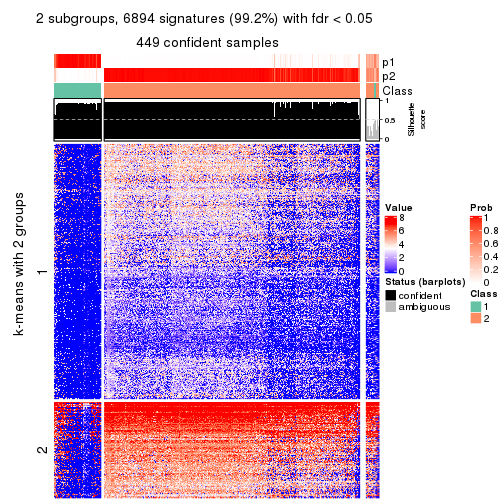 2 subgroups, 6894 signatures (99.2%) with fdr < 0.05
449 confident samples
p1
p2
Class
1
0.5
0
Silhouette
score
k-means with 2 groups
1
2
Value
8
6
4
2
0
Status (barplots)
confident
ambiguous
Prob
1
0.8
0.6
0.4
0.2
0
Class
1
2